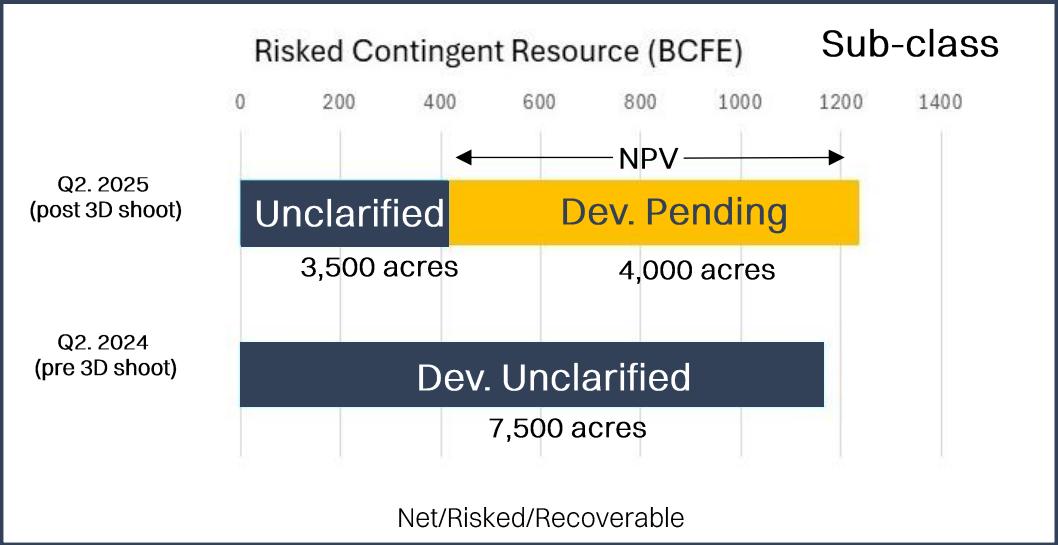 Risked Contingent Resource (BCFE)
Sub-class
0 200 400 600 800 1000 1200 1400
NPV
Q2. 2025
(post 3D shoot)
Unclarified
Dev. Pending
3,500 acres
4,000 acres
Q2. 2024
(pre 3D shoot)
Dev. Unclarified
7,500 acres
Net/Risked/Recoverable